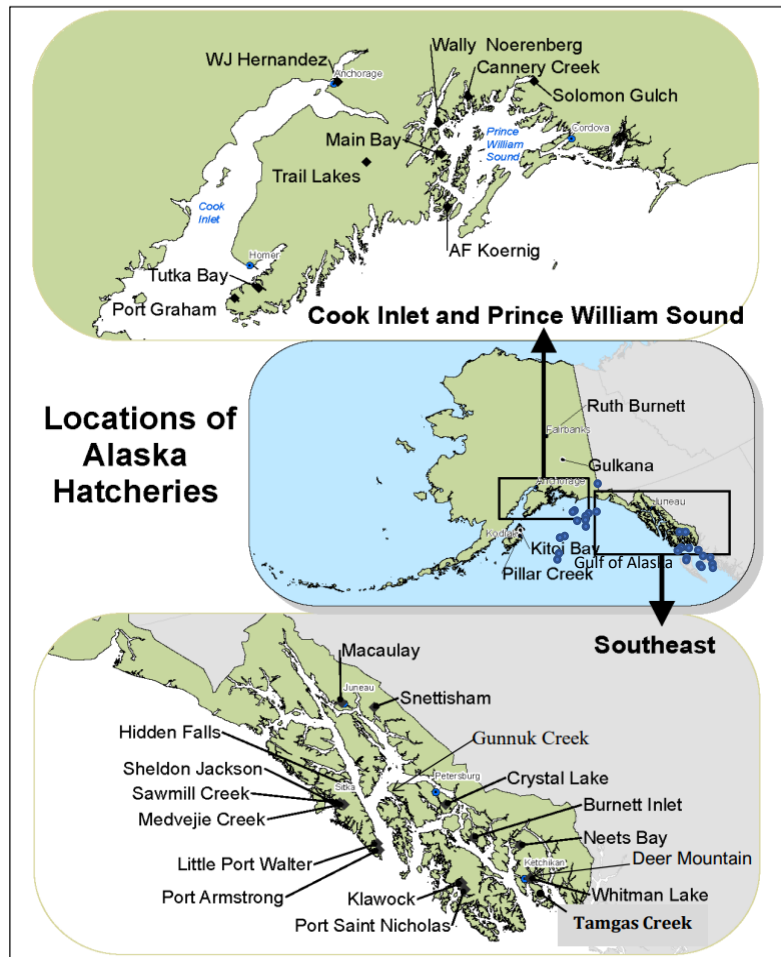 WJ Hernandez
Anchorage
Wally Noerenberg
Cannery Creek
Solomon Gulch
Main Bay
Prince
William
Sound
Cordova
Trail Lakes
Cook
Inlet
AF Koernig
Homer
Tutka Bay
Port Graham
Cook Inlet and Prince William Sound
Locations of
Alaska
Hatcheries
Ruth Burnett
Fairbanks
Gulkana
Anchorage
Juneau
Kodiak
Kitoi Bay
Gulf of Alaska
Pillar Creek
Southeast
Macaulay
Juneau
Snettisham
Hidden Falls
Gunnuk Creek
Sheldon Jackson
Sitka
Petersburg
Crystal Lake
Sawmill Creek
Medvejie Creek
Burnett Inlet
Neets Bay
Little Port Walter
Deer Mountain
Ketchikan
Port Armstrong
Klawock
Whitman Lake
Port Saint Nicholas
Tamgas Creek